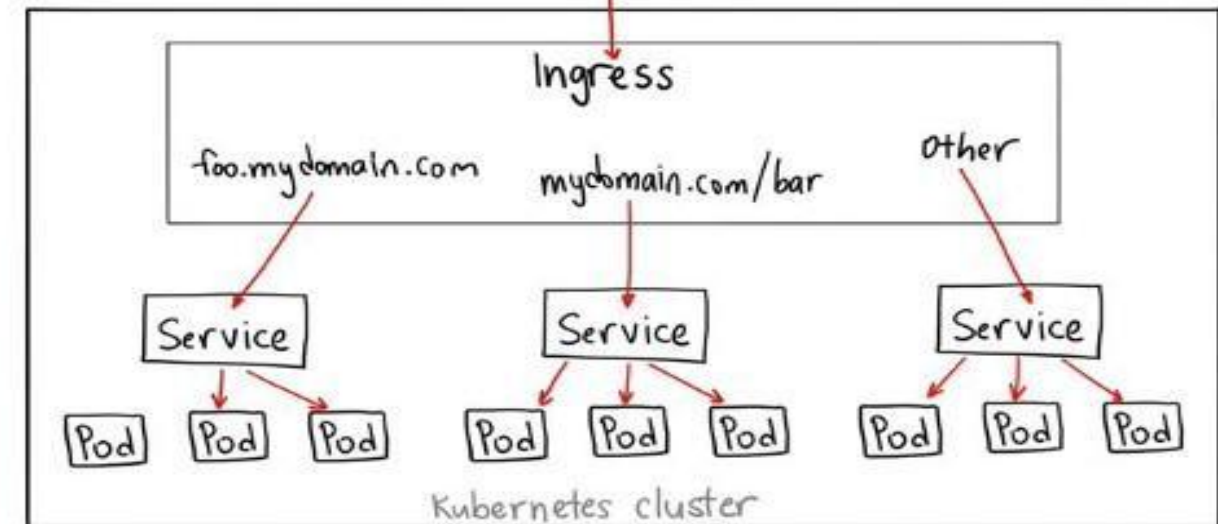 Ingress
foo.mydomain.com
mydomain.com/bar
other
Service
Service
Service
Pod
Pod
Pod
Pod
Pod
Pod
Pod
Pod
Pod
Kubernetes cluster